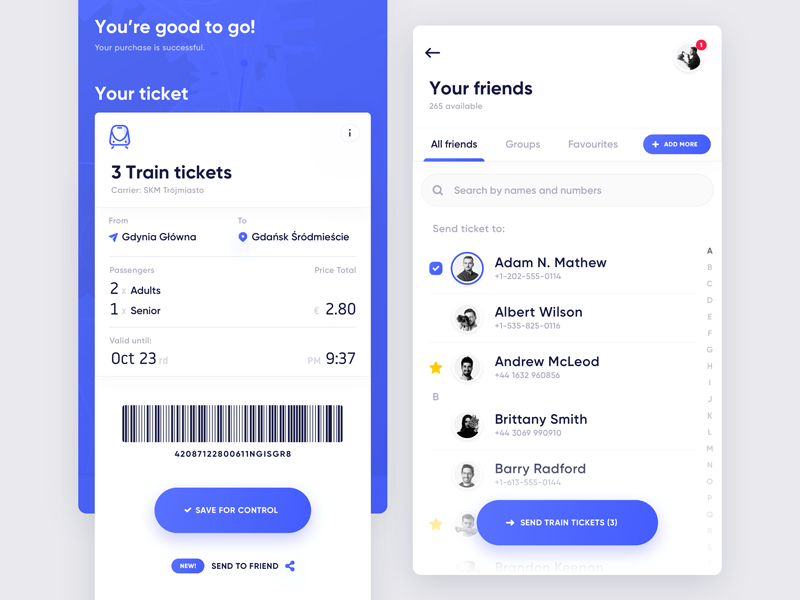 You're good to go!
Your purchase is successful.
Your ticket
i
3 Train tickets
Carrier: SKM Trójmiasto
From To
Gdynia Główna Gdańsk Śródmieście
Passengers Price Total
2 x Adults
1 x Senior € 2.80
Valid until:
Oct 23rd PM 9:37
42087122800611NGISGR8
SAVE FOR CONTROL
NEW! SEND TO FRIEND
1
Your friends
265 available
All friends Groups Favourites + ADD MORE
Search by names and numbers
Send ticket to:
Adam N. Mathew
+1-202-555-0114
Albert Wilson
+1-535-825-0116
Andrew McLeod
+44 1632 960856
B
Brittany Smith
+44 3069 990910
Barry Radford
+1-613-555-0144
SEND TRAIN TICKETS (3)
Brandon Keenan
A
B
C
D
E
F
G
H
I
J
K
L
M
N
O
P
Q
R
S